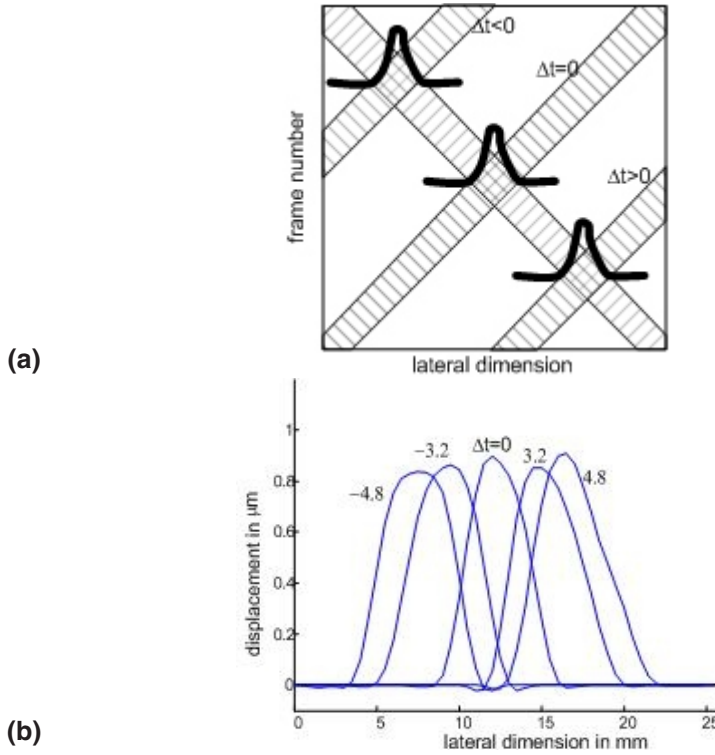 Δt<0
Δt=0
Δt>0
frame number
lateral dimension
(a)
1
0.8
0.6
0.4
0.2
0
displacement in μm
−4.8
−3.2
Δt=0
3.2
4.8
0 5 10 15 20 25
lateral dimension in mm
(b)